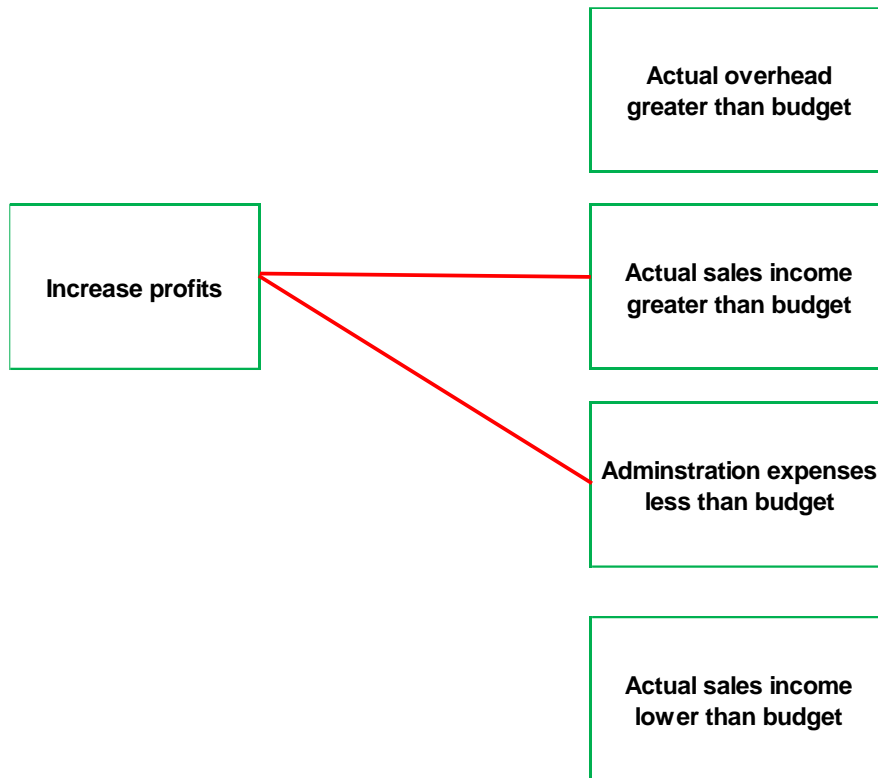 Actual overhead
greater than budget
Increase profits
Actual sales income
greater than budget
Adminstration expenses
less than budget
Actual sales income
lower than budget